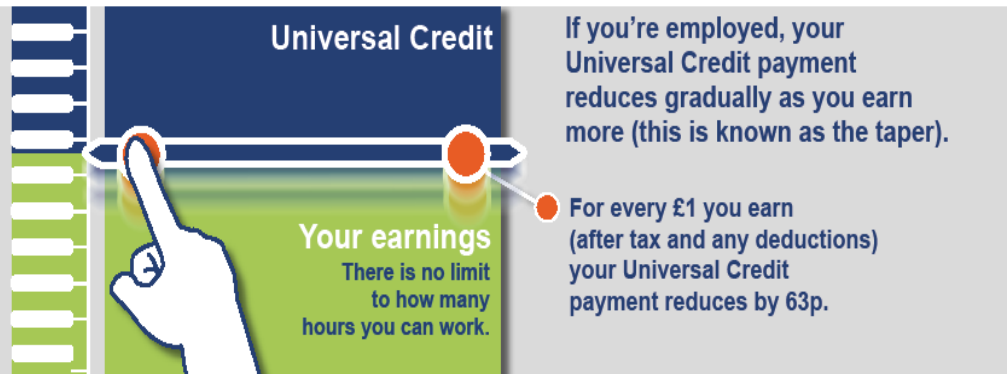 Universal Credit
Your earnings
There is no limit
to how many
hours you can work.
If you're employed, your
Universal Credit payment
reduces gradually as you earn
more (this is known as the taper).
For every £1 you earn
(after tax and any deductions)
your Universal Credit
payment reduces by 63p.